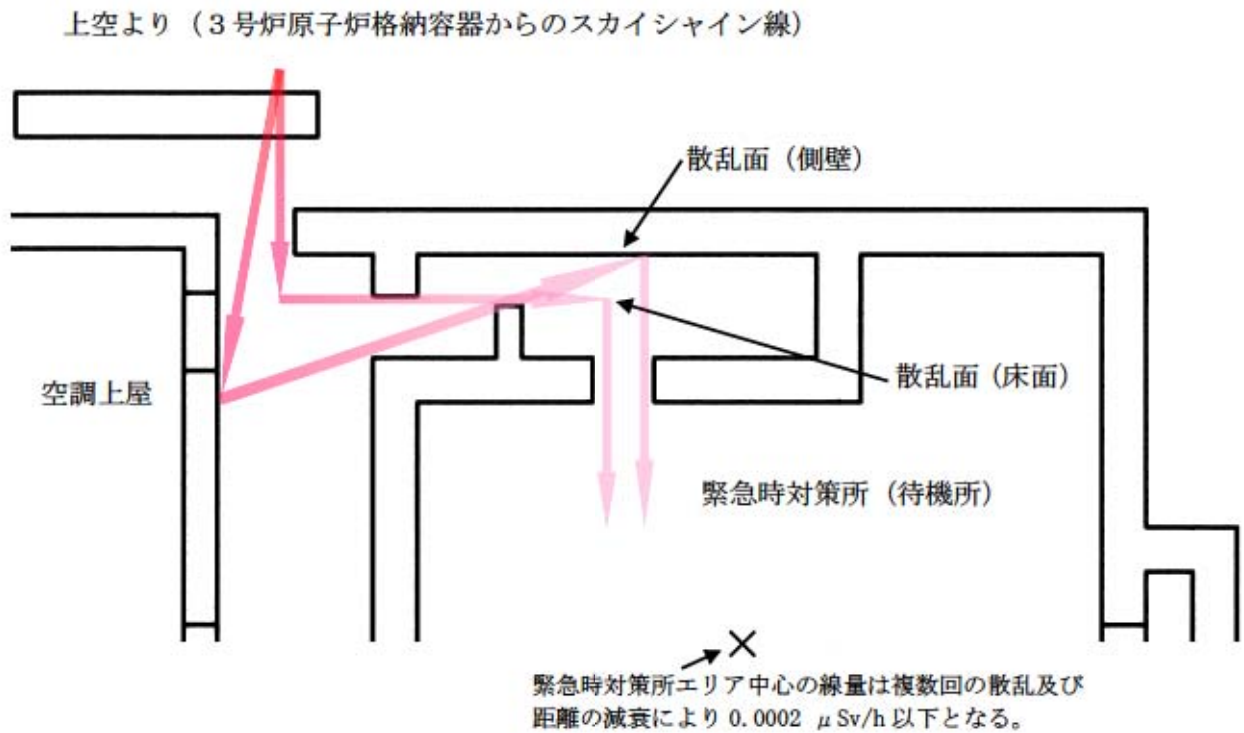 上空より（３号炉原子炉格納容器からのスカイシャイン線）
散乱面（側壁）
散乱面（床面）
空調上屋
緊急時対策所（待機所）
緊急時対策所エリア中心の線量は複数回の散乱及び
距離の減衰により 0.0002 μSv/h 以下となる。